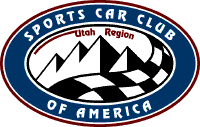 SPORTS CAR CLUB
Utah Region
OF AMERICA